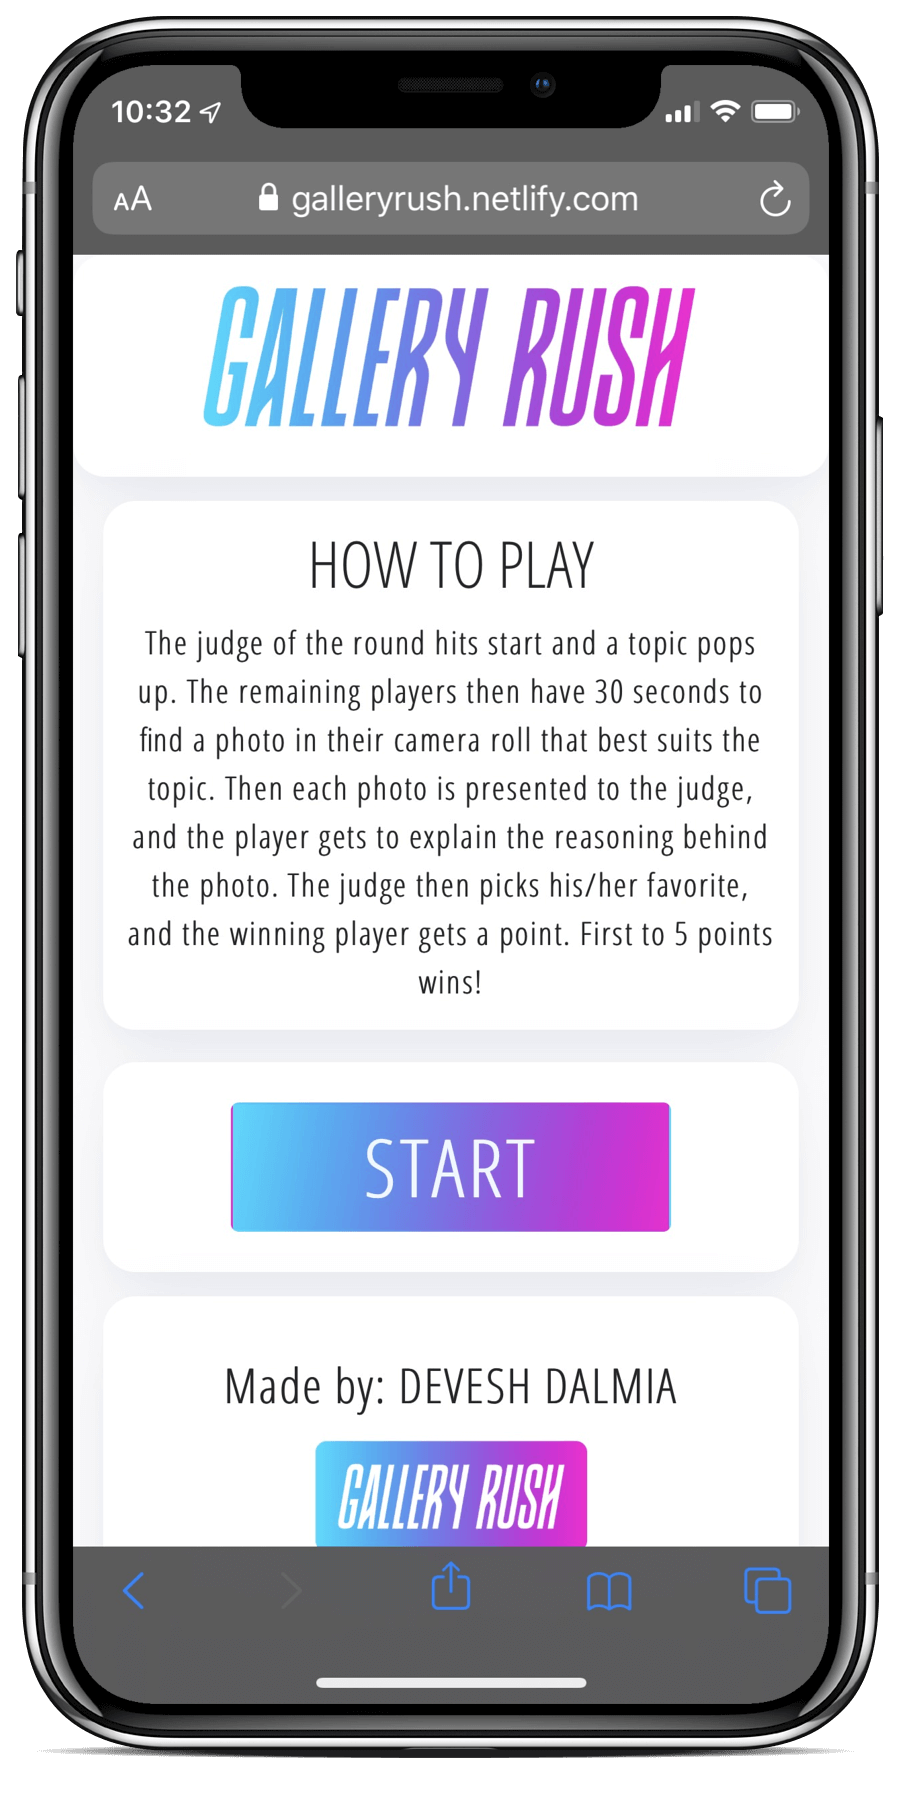 10:32
AA galleryrush.netlify.com
GALLERY RUSH
HOW TO PLAY
The judge of the round hits start and a topic pops
up. The remaining players then have 30 seconds to
find a photo in their camera roll that best suits the
topic. Then each photo is presented to the judge,
and the player gets to explain the reasoning behind
the photo. The judge then picks his/her favorite,
and the winning player gets a point. First to 5 points
wins!
START
Made by: DEVESH DALMIA
GALLERY RUSH